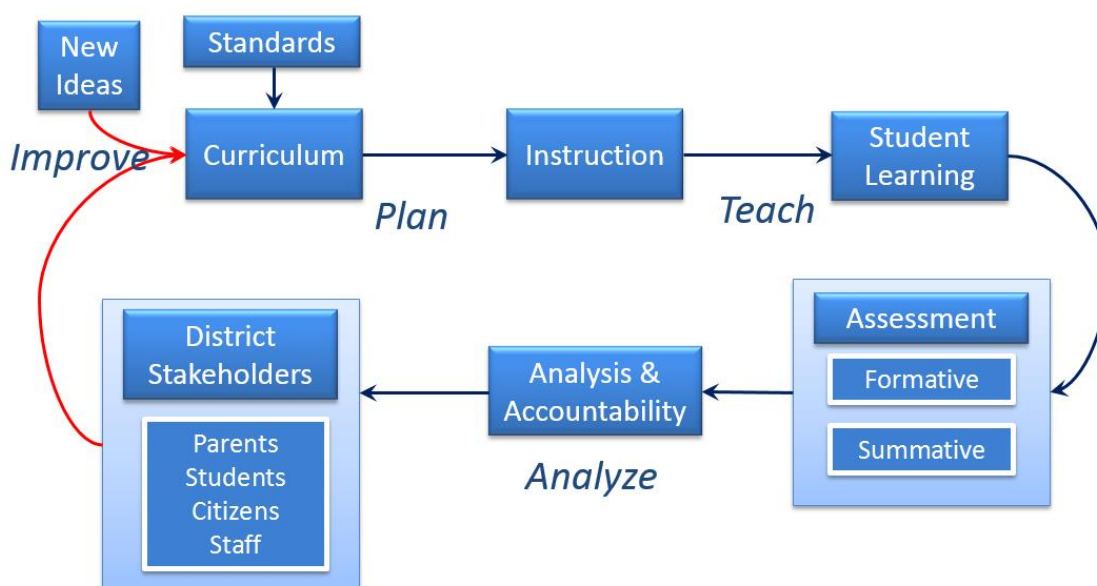 New
Ideas
Standards
Improve
Curriculum
Instruction
Student
Learning
Plan
Teach
District
Stakeholders
Parents
Students
Citizens
Staff
Analysis &
Accountability
Analyze
Assessment
Formative
Summative